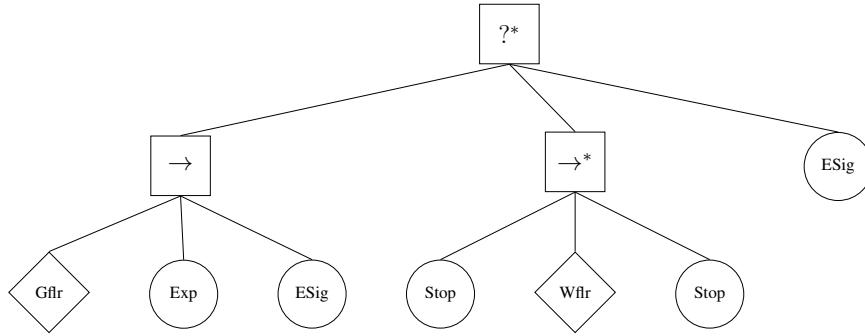 ?*
→
→*
ESig
Gflr
Exp
ESig
Stop
Wflr
Stop